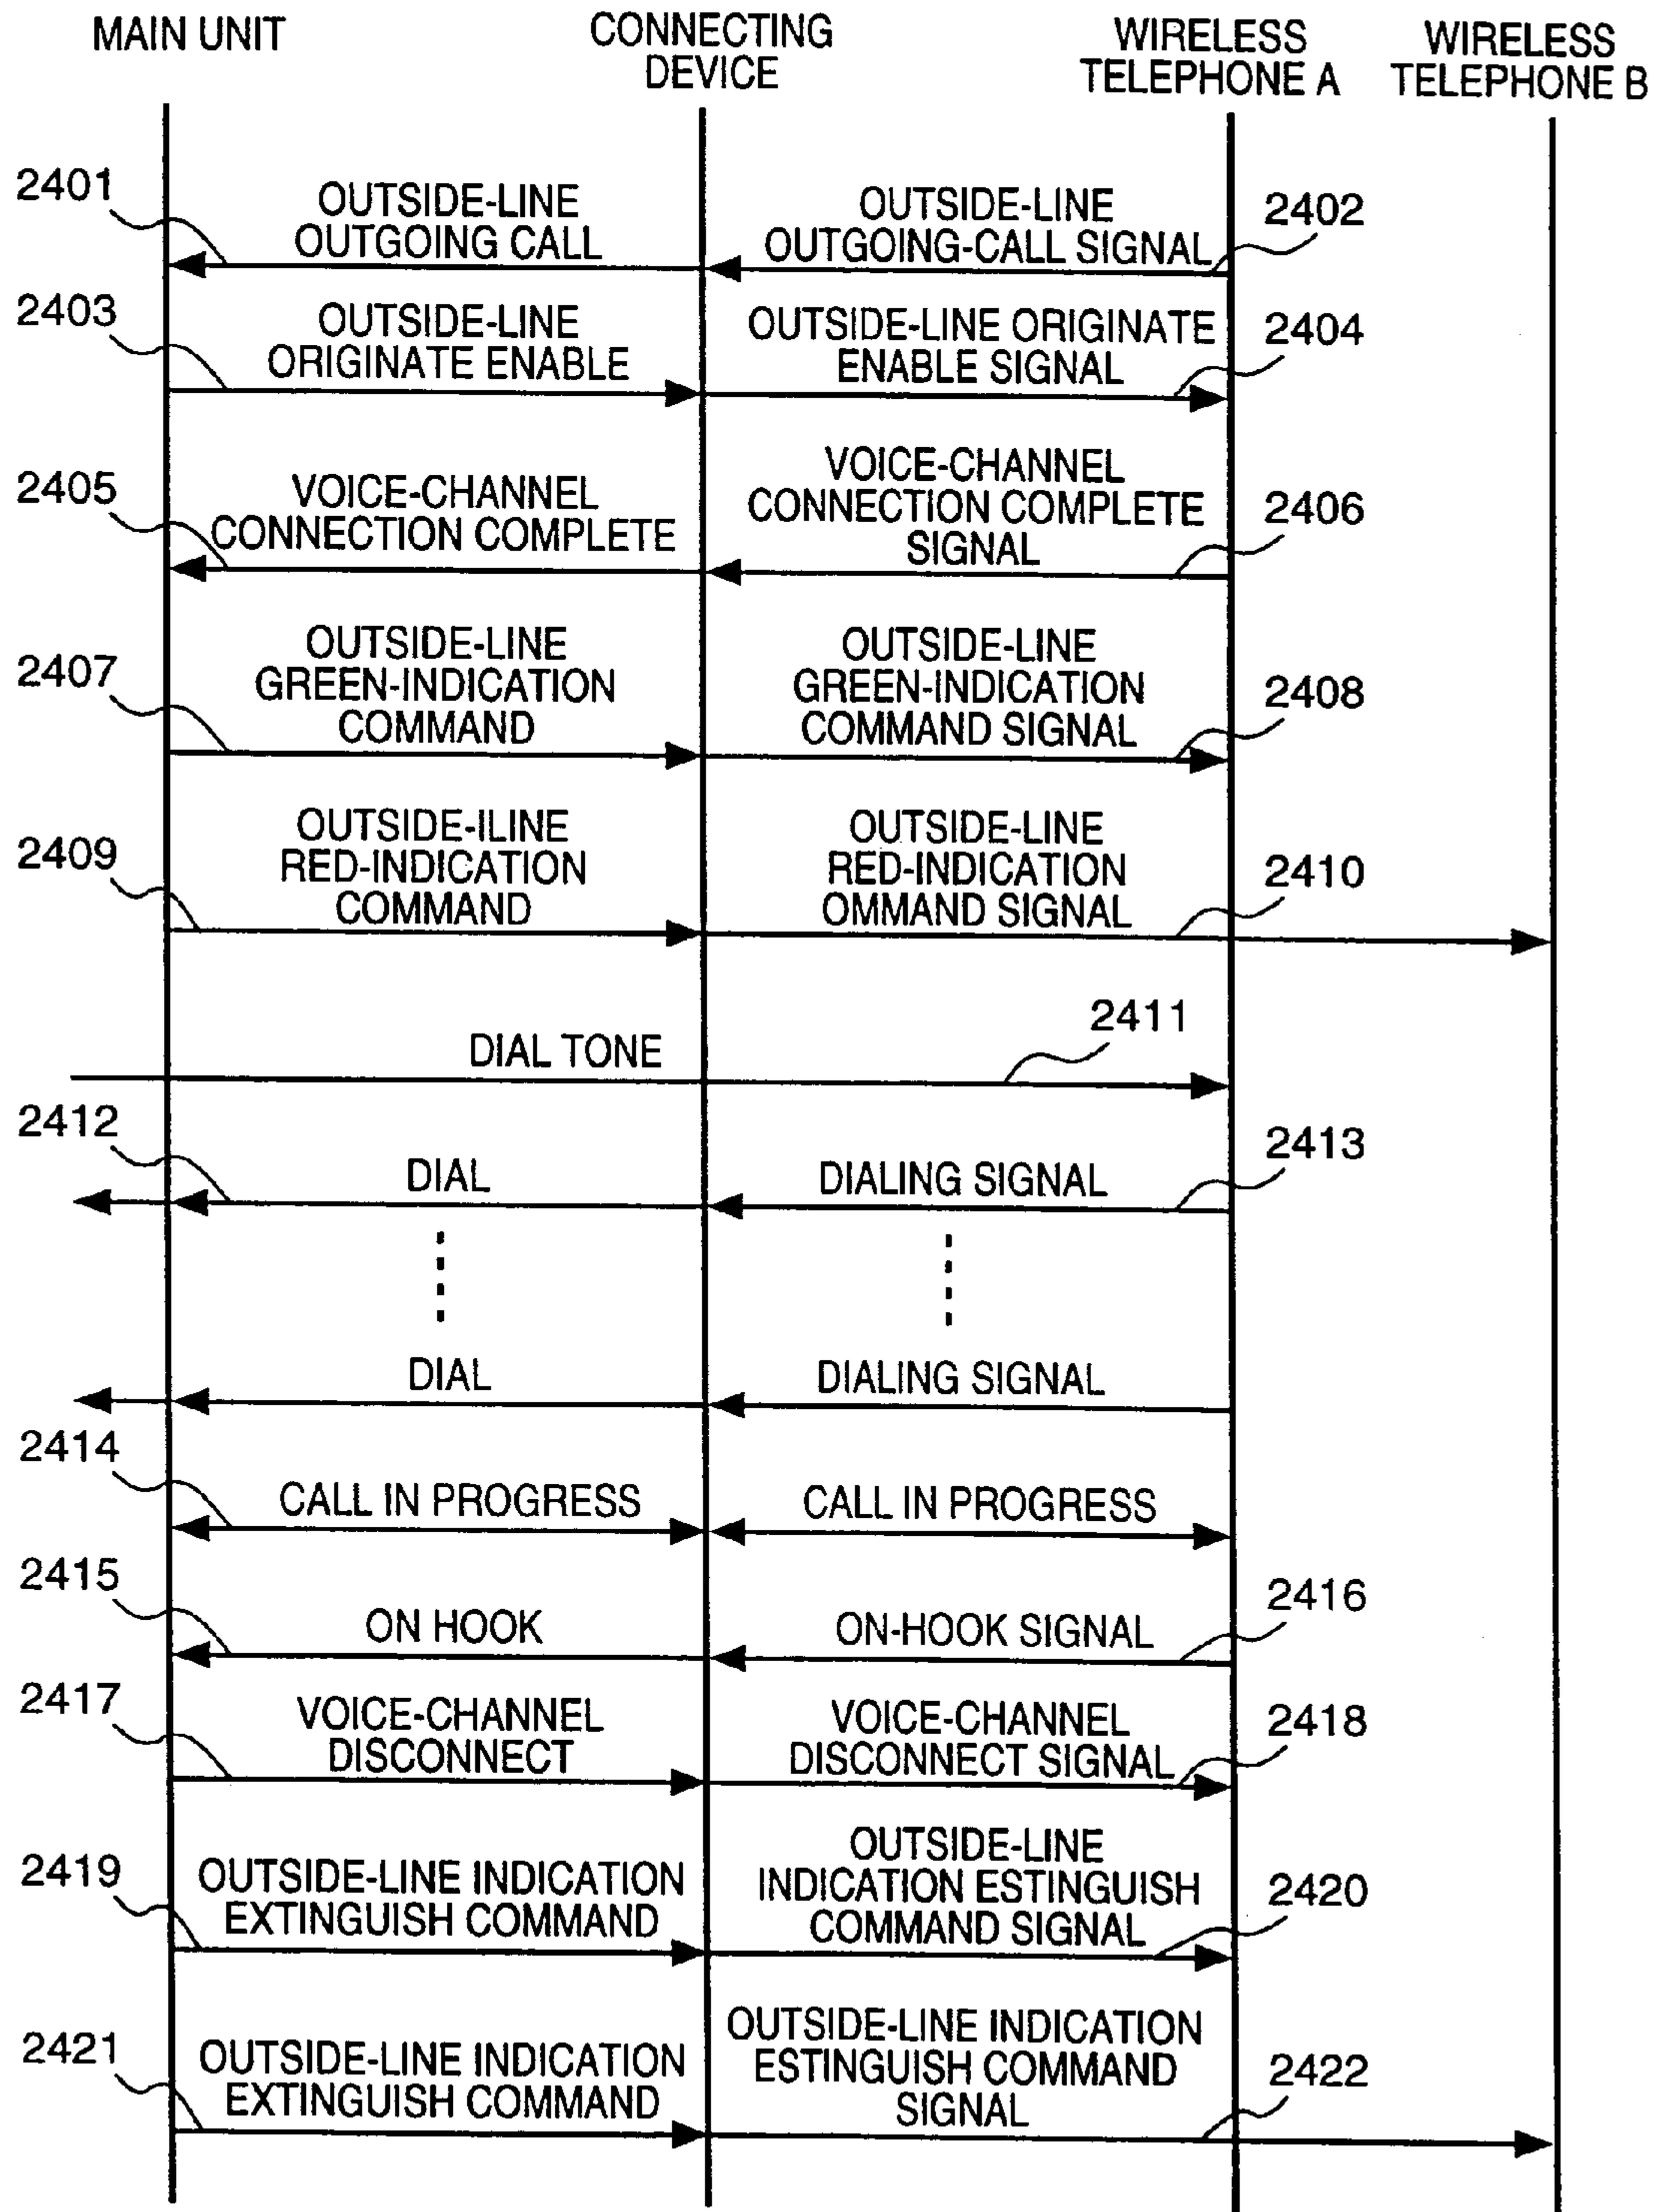 MAIN UNIT
CONNECTING
DEVICE
WIRELESS
TELEPHONE A
WIRELESS
TELEPHONE B
2401
OUTSIDE-LINE
OUTGOING CALL
OUTSIDE-LINE
OUTGOING-CALL SIGNAL
2402
2403
OUTSIDE-LINE
ORIGINATE ENABLE
OUTSIDE-LINE ORIGINATE
ENABLE SIGNAL
2404
2405
VOICE-CHANNEL
CONNECTION COMPLETE
VOICE-CHANNEL
CONNECTION COMPLETE
SIGNAL
2406
2407
OUTSIDE-LINE
GREEN-INDICATION
COMMAND
OUTSIDE-LINE
GREEN-INDICATION
COMMAND SIGNAL
2408
2409
OUTSIDE-ILINE
RED-INDICATION
COMMAND
OUTSIDE-LINE
RED-INDICATION
OMMAND SIGNAL
2410
DIAL TONE
2411
2412
DIAL
DIALING SIGNAL
2413
DIAL
DIALING SIGNAL
2414
CALL IN PROGRESS
CALL IN PROGRESS
2415
ON HOOK
ON-HOOK SIGNAL
2416
2417
VOICE-CHANNEL
DISCONNECT
VOICE-CHANNEL
DISCONNECT SIGNAL
2418
2419
OUTSIDE-LINE INDICATION
EXTINGUISH COMMAND
OUTSIDE-LINE
INDICATION ESTINGUISH
COMMAND SIGNAL
2420
2421
OUTSIDE-LINE INDICATION
EXTINGUISH COMMAND
OUTSIDE-LINE INDICATION
ESTINGUISH COMMAND
SIGNAL
2422